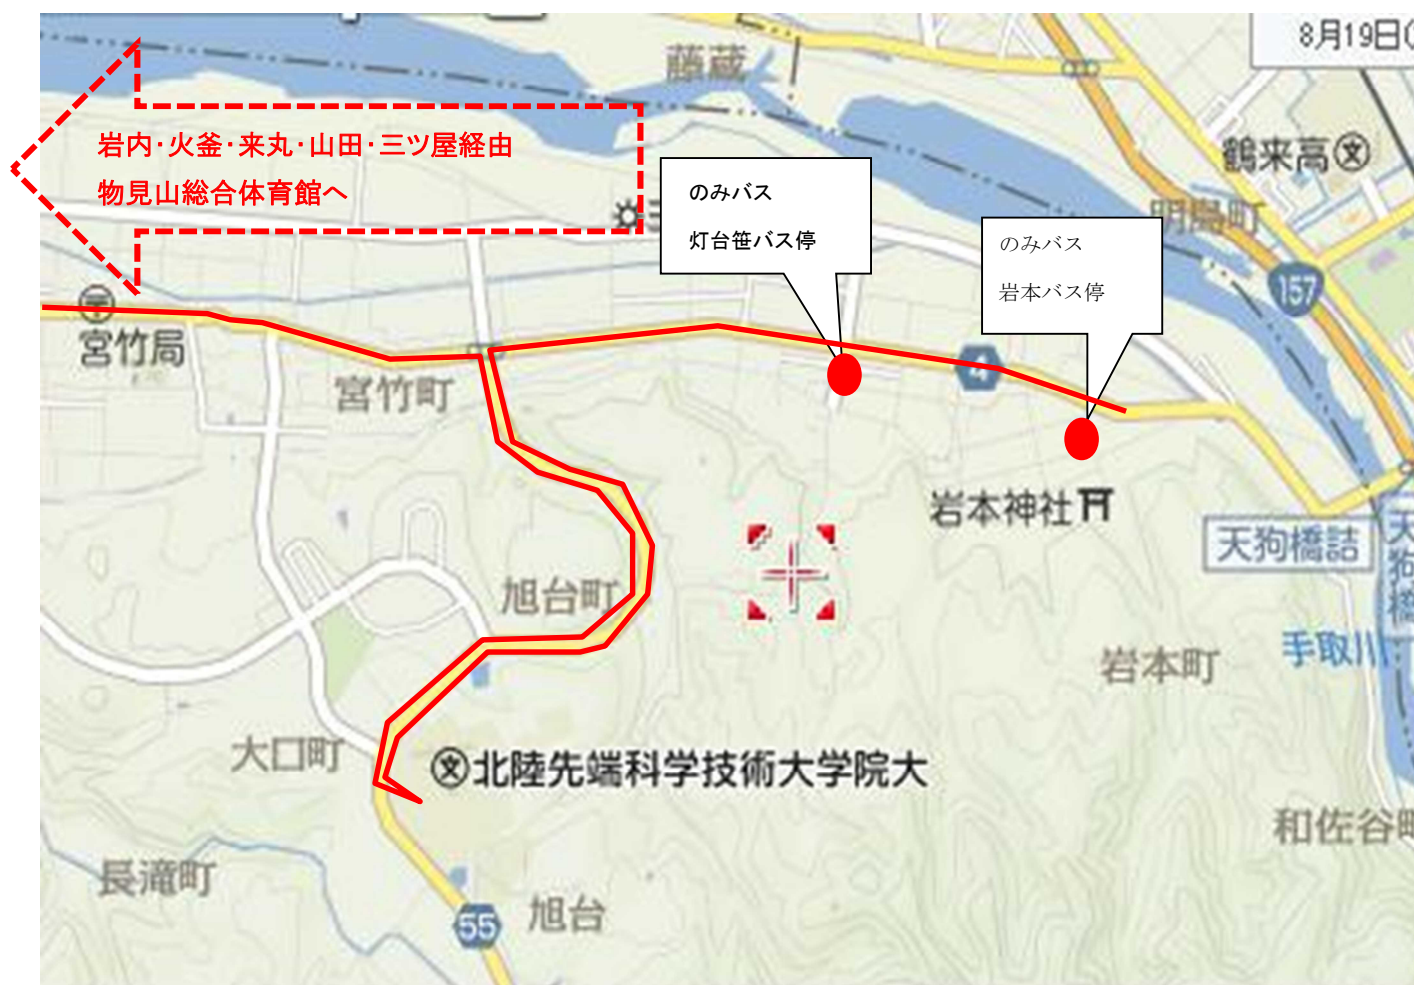 藤蔵
8月19日(
岩内・火釜・来丸・山田・三ツ屋経由
物見山総合体育館へ
鶴来高
のみバス
灯台笹バス停
明島町
のみバス
岩本バス停
157
宮竹局
4
宮竹町
岩本神社
天狗橋詰
天狗橋
旭台町
手取川
岩本町
大口町
北陸先端科学技術大学院大
和佐谷町
長滝町
旭台
55